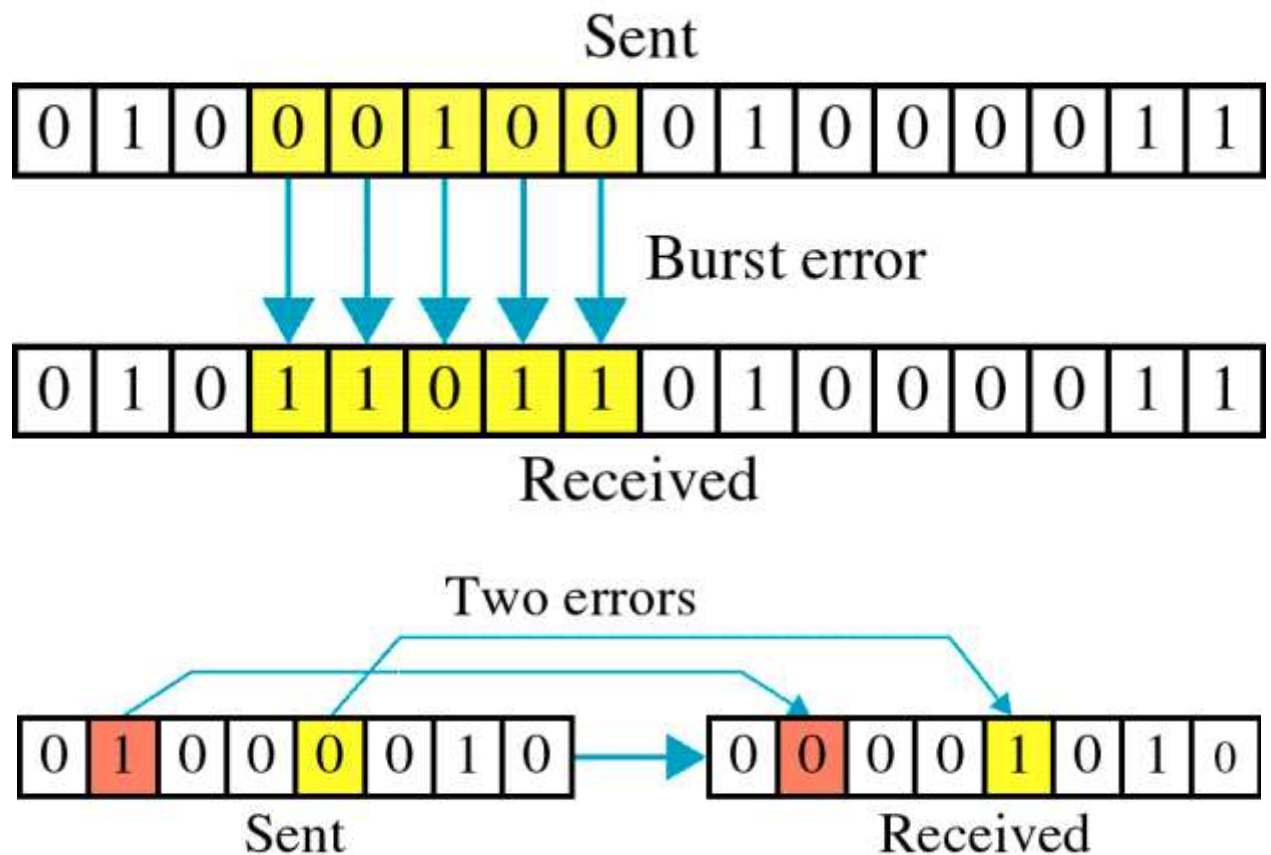 Sent
0 1 0 0 0 1 0 0 0 1 0 0 0 0 1 1
Burst error
0 1 0 1 1 0 1 1 0 1 0 0 0 0 1 1
Received
Two errors
0 1 0 0 0 0 1 0 0 0 0 0 1 0 1 0
Sent Received